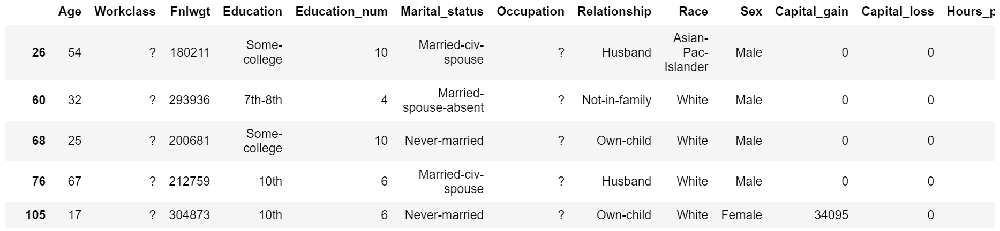 Age Workclass Fnlwgt Education Education_num Marital_status Occupation Relationship Race Sex Capital_gain Capital_loss Hours_p
26 54 ? 180211 Some-college 10 Married-civ-spouse ? Husband Asian-Pac-Islander Male 0 0
60 32 ? 293936 7th-8th 4 Married-spouse-absent ? Not-in-family White Male 0 0
68 25 ? 200681 Some-college 10 Never-married ? Own-child White Male 0 0
76 67 ? 212759 10th 6 Married-civ-spouse ? Husband White Male 0 0
105 17 ? 304873 10th 6 Never-married ? Own-child White Female 34095 0